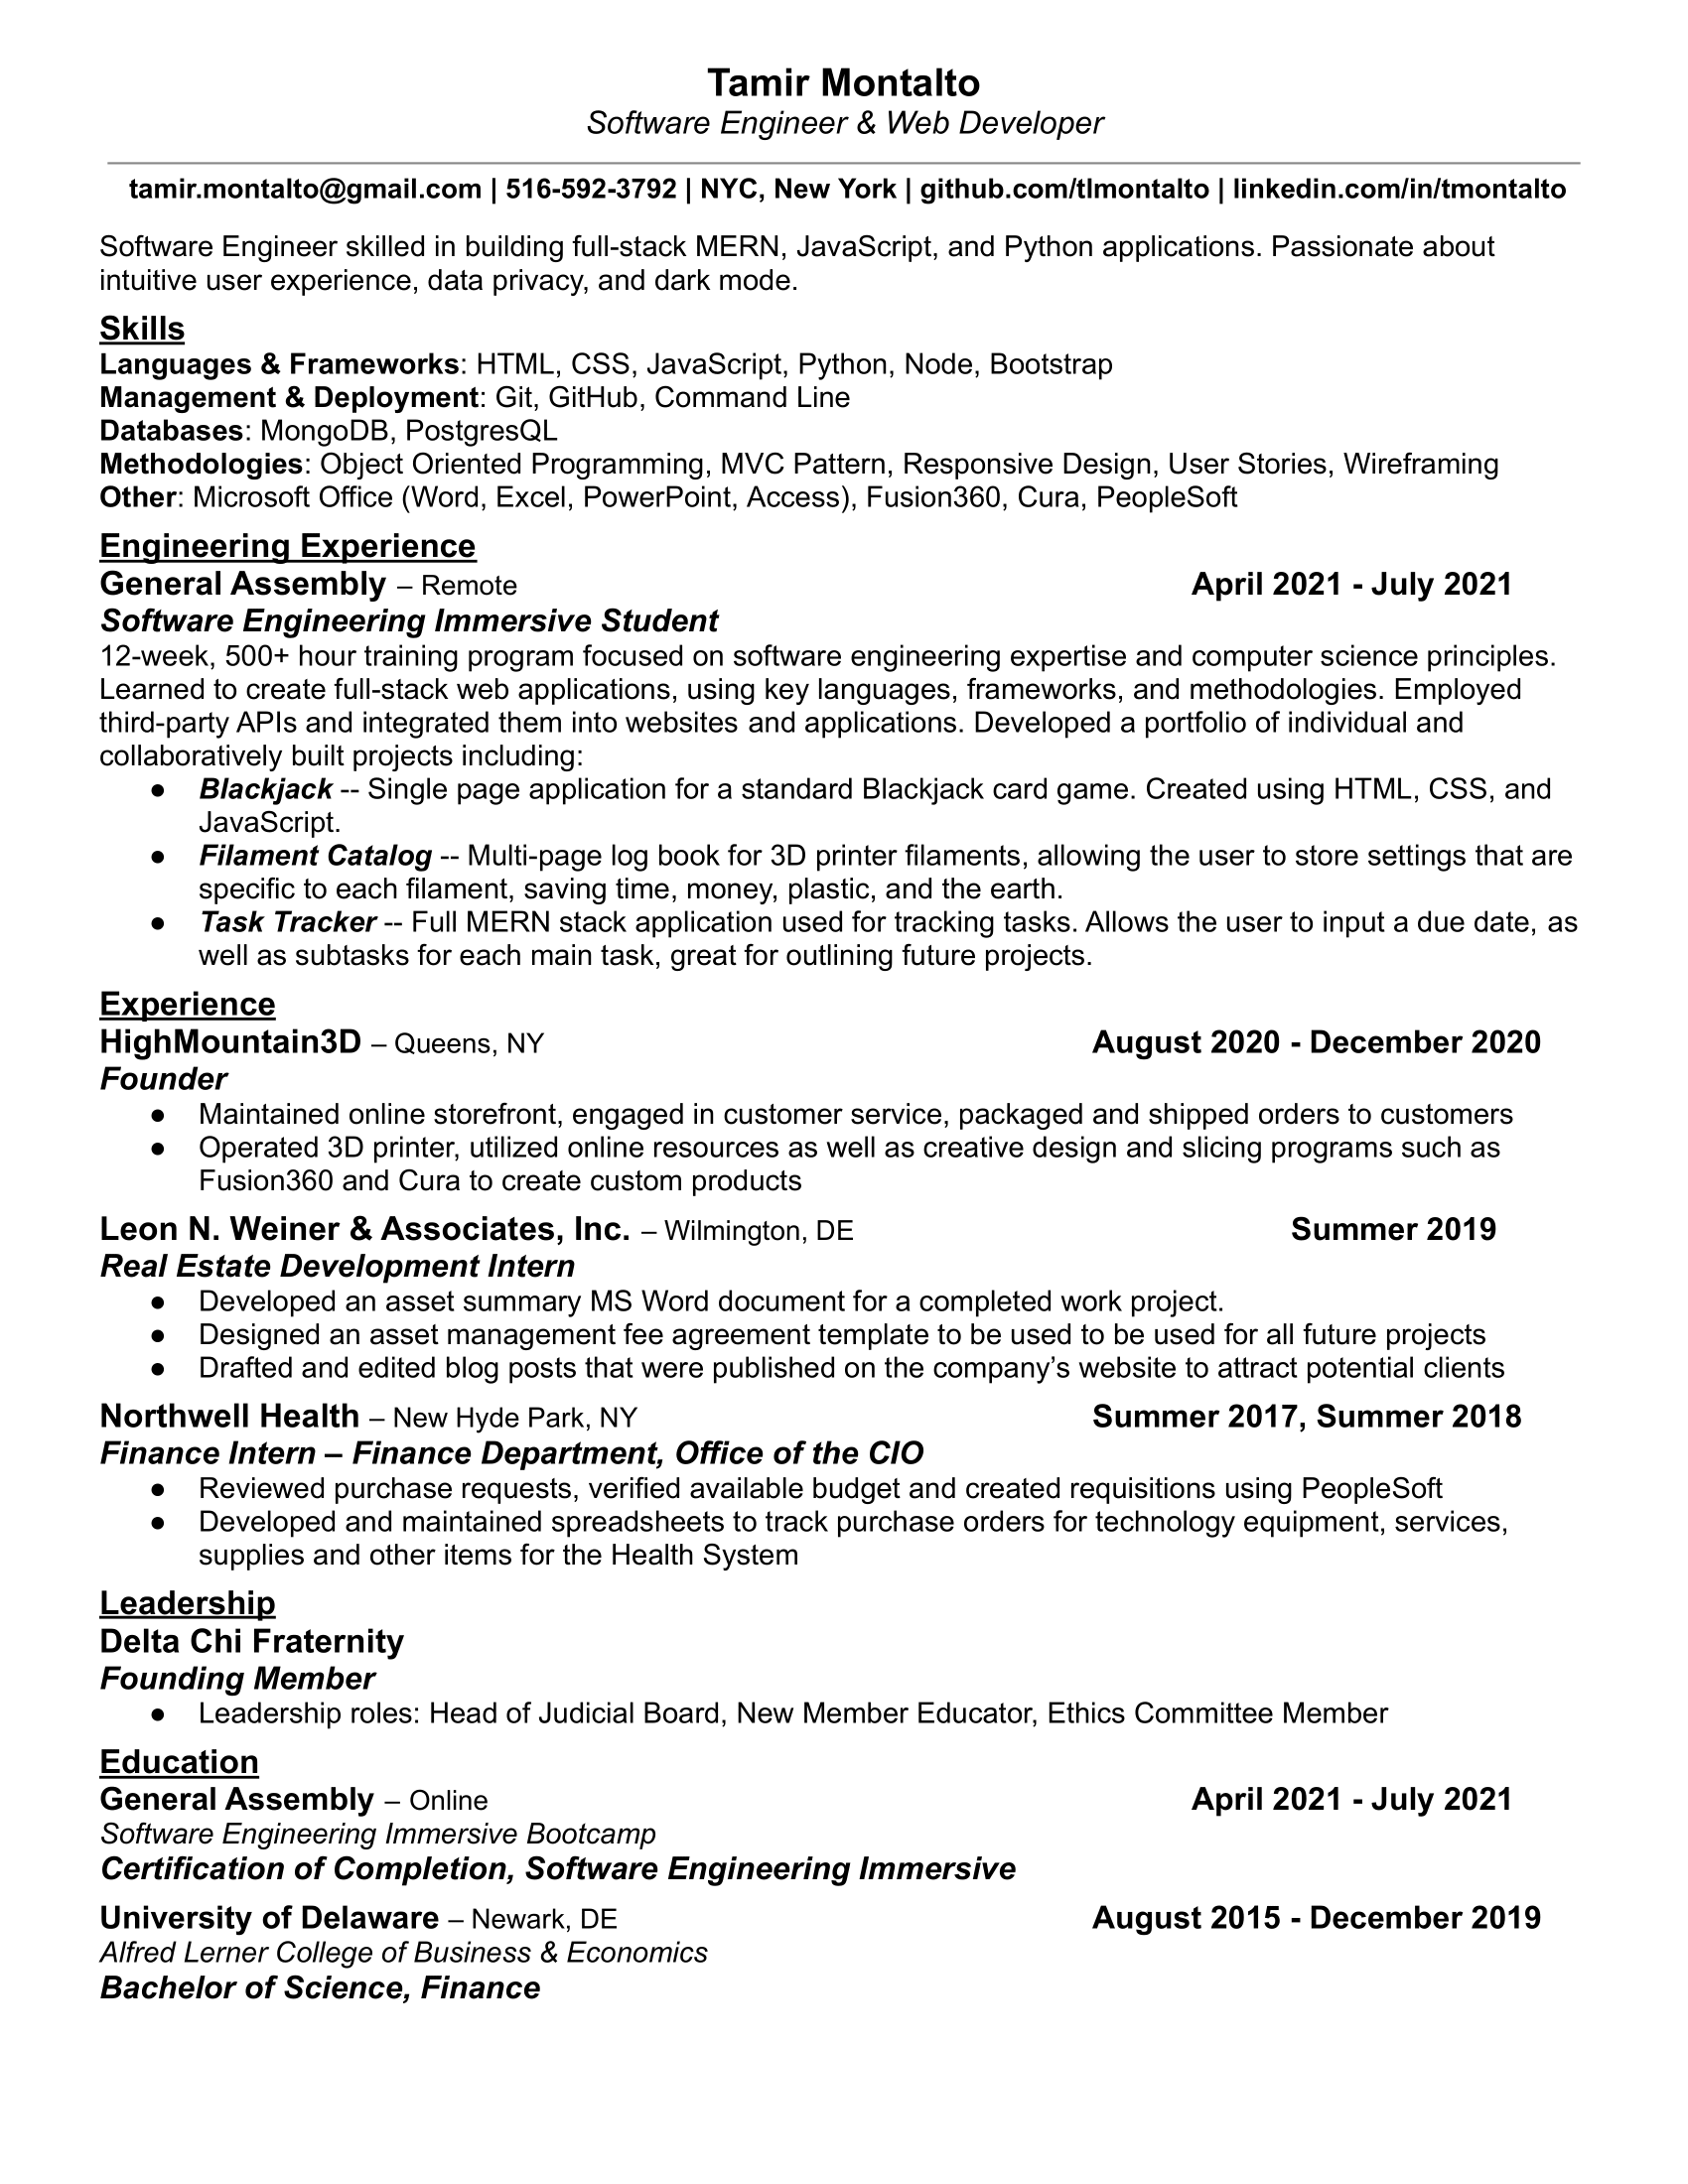 Tamir Montalto
Software Engineer & Web Developer
tamir.montalto@gmail.com | 516-592-3792 | NYC, New York | github.com/tlmontalto | linkedin.com/in/tmontalto
Software Engineer skilled in building full-stack MERN, JavaScript, and Python applications. Passionate about
intuitive user experience, data privacy, and dark mode.
Skills
Languages & Frameworks: HTML, CSS, JavaScript, Python, Node, Bootstrap
Management & Deployment: Git, GitHub, Command Line
Databases: MongoDB, PostgresQL
Methodologies: Object Oriented Programming, MVC Pattern, Responsive Design, User Stories, Wireframing
Other: Microsoft Office (Word, Excel, PowerPoint, Access), Fusion360, Cura, PeopleSoft
Engineering Experience
General Assembly – Remote April 2021 - July 2021
Software Engineering Immersive Student
12-week, 500+ hour training program focused on software engineering expertise and computer science principles.
Learned to create full-stack web applications, using key languages, frameworks, and methodologies. Employed
third-party APIs and integrated them into websites and applications. Developed a portfolio of individual and
collaboratively built projects including:
● Blackjack -- Single page application for a standard Blackjack card game. Created using HTML, CSS, and
JavaScript.
● Filament Catalog -- Multi-page log book for 3D printer filaments, allowing the user to store settings that are
specific to each filament, saving time, money, plastic, and the earth.
● Task Tracker -- Full MERN stack application used for tracking tasks. Allows the user to input a due date, as
well as subtasks for each main task, great for outlining future projects.
Experience
HighMountain3D – Queens, NY August 2020 - December 2020
Founder
● Maintained online storefront, engaged in customer service, packaged and shipped orders to customers
● Operated 3D printer, utilized online resources as well as creative design and slicing programs such as
Fusion360 and Cura to create custom products
Leon N. Weiner & Associates, Inc. – Wilmington, DE Summer 2019
Real Estate Development Intern
● Developed an asset summary MS Word document for a completed work project.
● Designed an asset management fee agreement template to be used to be used for all future projects
● Drafted and edited blog posts that were published on the company’s website to attract potential clients
Northwell Health – New Hyde Park, NY Summer 2017, Summer 2018
Finance Intern – Finance Department, Office of the CIO
● Reviewed purchase requests, verified available budget and created requisitions using PeopleSoft
● Developed and maintained spreadsheets to track purchase orders for technology equipment, services,
supplies and other items for the Health System
Leadership
Delta Chi Fraternity
Founding Member
● Leadership roles: Head of Judicial Board, New Member Educator, Ethics Committee Member
Education
General Assembly – Online April 2021 - July 2021
Software Engineering Immersive Bootcamp
Certification of Completion, Software Engineering Immersive
University of Delaware – Newark, DE August 2015 - December 2019
Alfred Lerner College of Business & Economics
Bachelor of Science, Finance